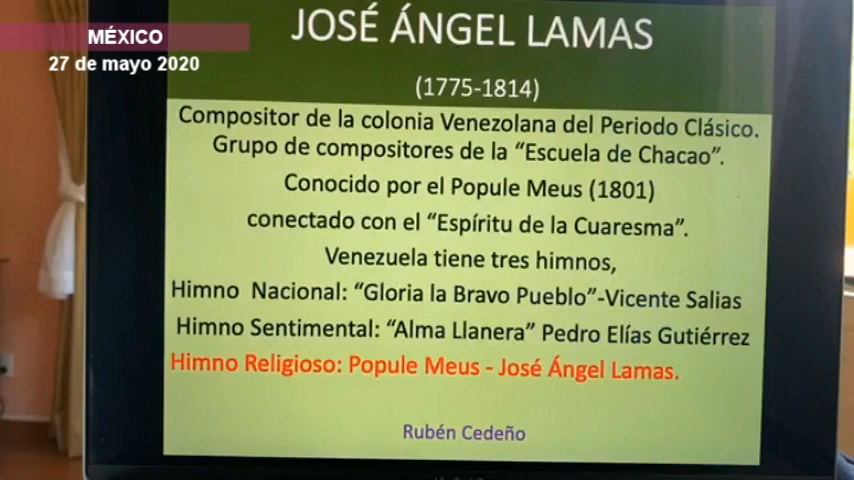 MÉXICO
27 de mayo 2020
JOSÉ ÁNGEL LAMAS
(1775-1814)
Compositor de la colonia Venezolana del Periodo Clásico.
Grupo de compositores de la “Escuela de Chacao”.
Conocido por el Popule Meus (1801)
conectado con el “Espíritu de la Cuaresma”.
Venezuela tiene tres himnos,
Himno Nacional: “Gloria la Bravo Pueblo”-Vicente Salias
Himno Sentimental: “Alma Llanera” Pedro Elías Gutiérrez
Himno Religioso: Popule Meus - José Ángel Lamas.
Rubén Cedeño